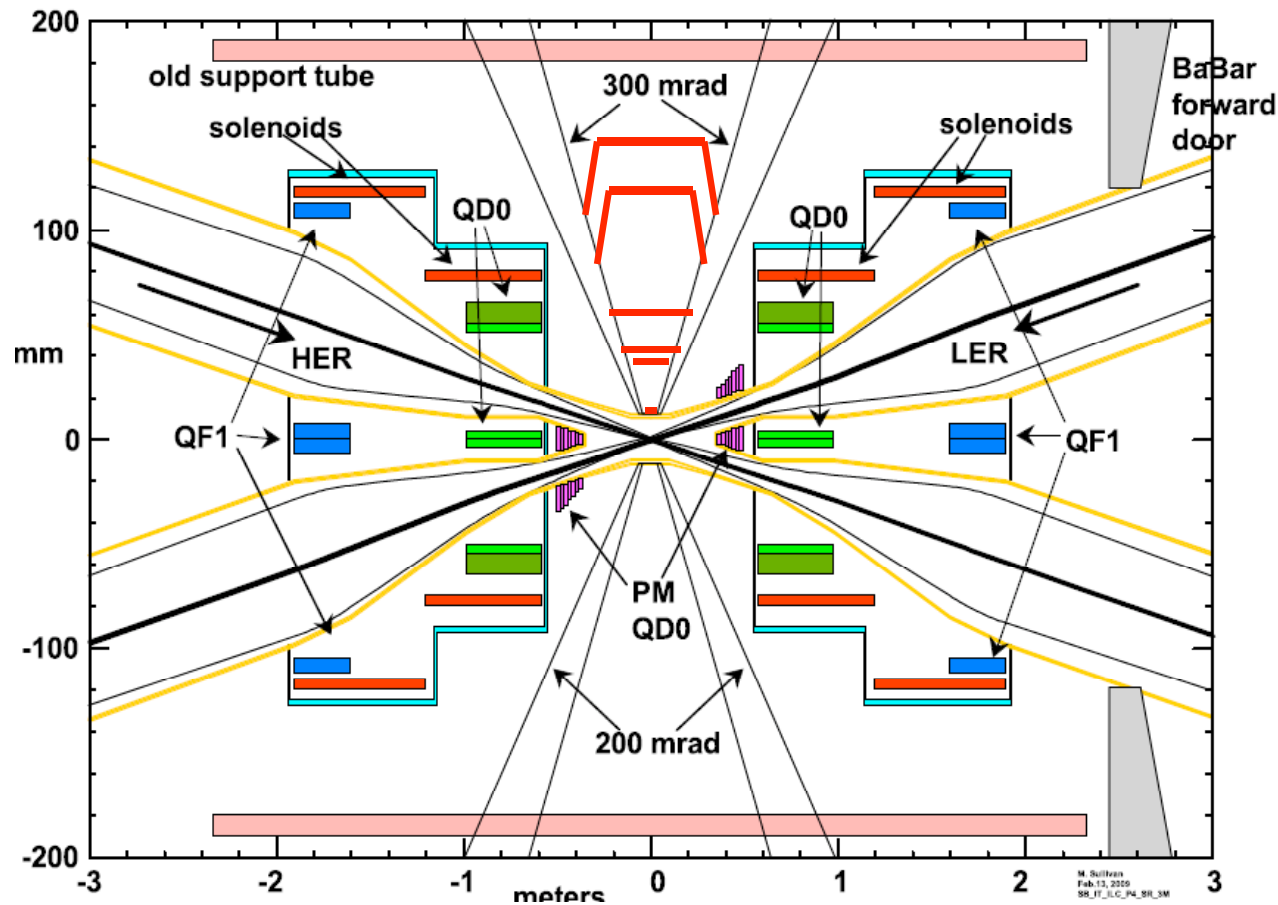 200
100
mm
0
-100
-200
-3
-2
-1
0
1
2
3
meters
old support tube
solenoids
300 mrad
solenoids
BaBar
forward
door
QD0
QD0
HER
LER
QF1
QF1
PM
QD0
200 mrad
M. Sullivan
Feb.13, 2009
SB_IT_ILC_P4_SR_3M